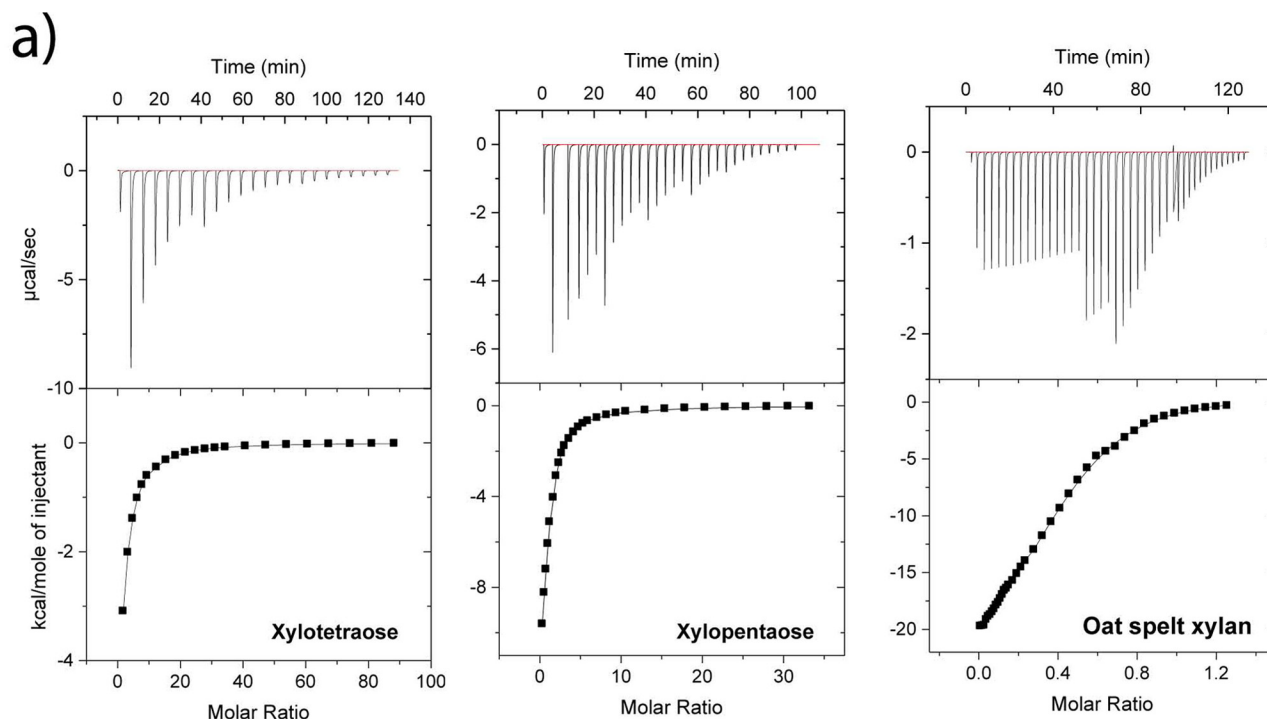 a)
Time (min)
0 20 40 60 80 100 120 140
0
-5
-10
µcal/sec
0
-2
-4
kcal/mole of injectant
Xylotetraose
0 20 40 60 80 100
Molar Ratio
Time (min)
0 20 40 60 80 100
0
-2
-4
-6
0
-4
-8
Xylopentaose
0 10 20 30
Molar Ratio
Time (min)
0 40 80 120
0
-1
-2
0
-5
-10
-15
-20
Oat spelt xylan
0.0 0.4 0.8 1.2
Molar Ratio